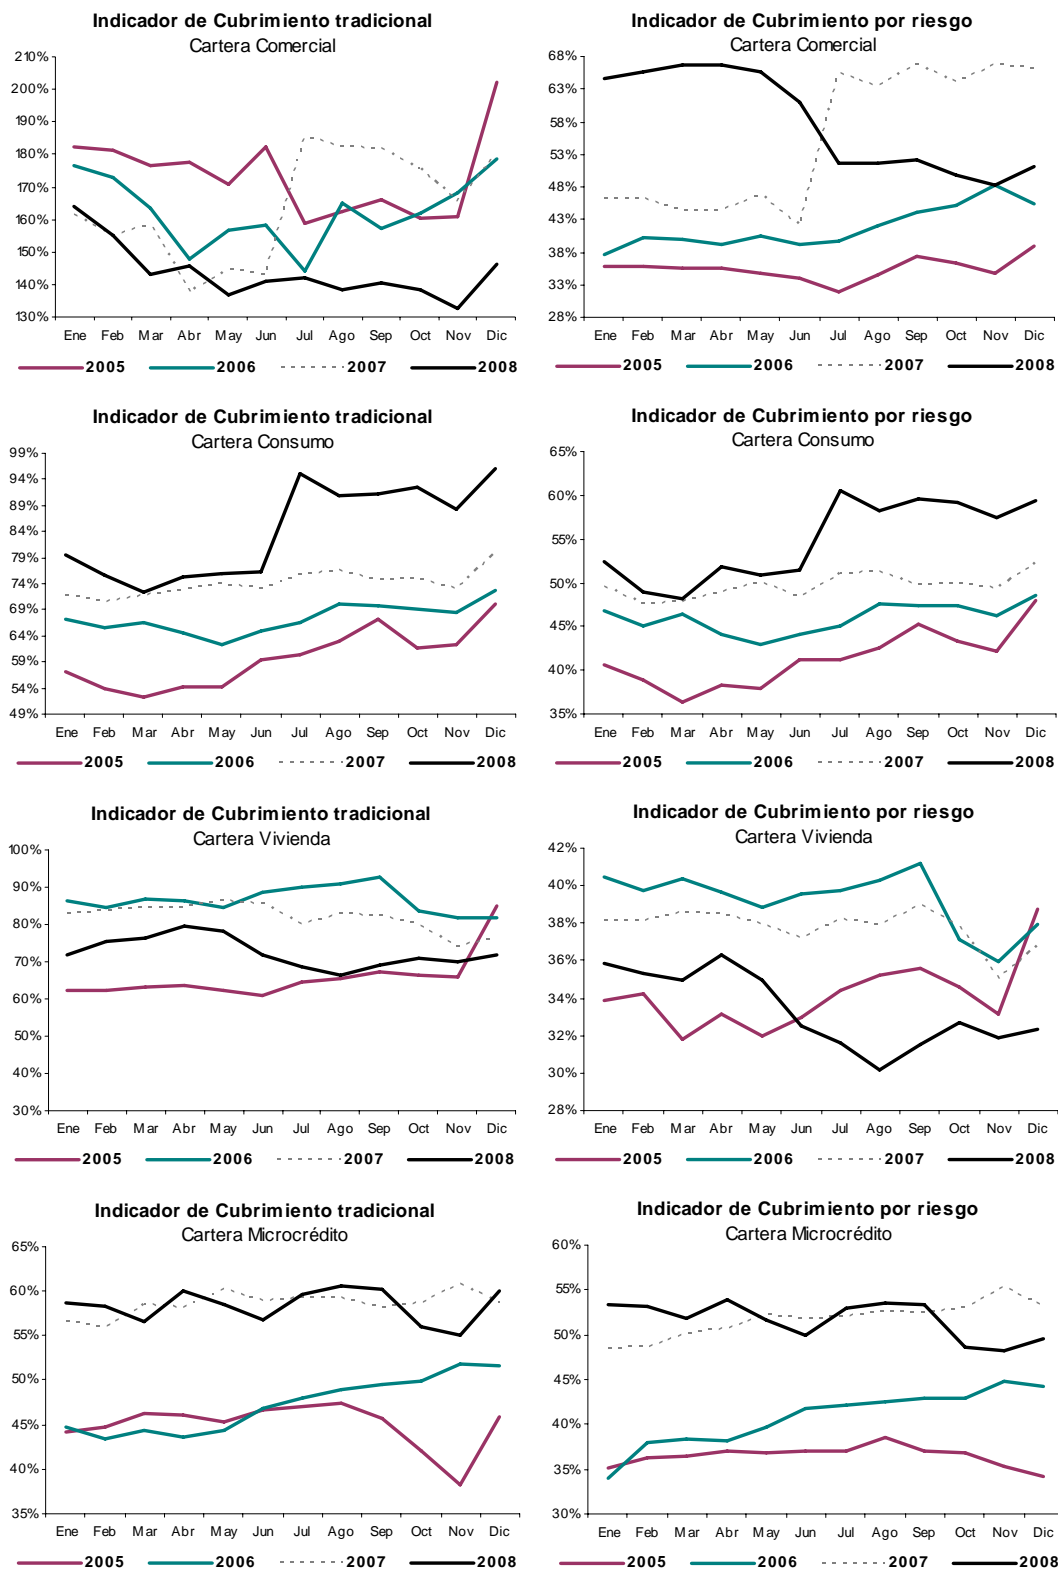 Indicador de Cubrimiento tradicional
Cartera Comercial
210%
200%
190%
180%
170%
160%
150%
140%
130%
Ene Feb Mar Abr May Jun Jul Ago Sep Oct Nov Dic
2005 2006 2007 2008
Indicador de Cubrimiento por riesgo
Cartera Comercial
68%
63%
58%
53%
48%
43%
38%
33%
28%
Ene Feb Mar Abr May Jun Jul Ago Sep Oct Nov Dic
2005 2006 2007 2008
Indicador de Cubrimiento tradicional
Cartera Consumo
99%
94%
89%
84%
79%
74%
69%
64%
59%
54%
49%
Ene Feb Mar Abr May Jun Jul Ago Sep Oct Nov Dic
2005 2006 2007 2008
Indicador de Cubrimiento por riesgo
Cartera Consumo
65%
60%
55%
50%
45%
40%
35%
Ene Feb Mar Abr May Jun Jul Ago Sep Oct Nov Dic
2005 2006 2007 2008
Indicador de Cubrimiento tradicional
Cartera Vivienda
100%
90%
80%
70%
60%
50%
40%
30%
Ene Feb Mar Abr May Jun Jul Ago Sep Oct Nov Dic
2005 2006 2007 2008
Indicador de Cubrimiento por riesgo
Cartera Vivienda
42%
40%
38%
36%
34%
32%
30%
28%
Ene Feb Mar Abr May Jun Jul Ago Sep Oct Nov Dic
2005 2006 2007 2008
Indicador de Cubrimiento tradicional
Cartera Microcrédito
65%
60%
55%
50%
45%
40%
35%
Ene Feb Mar Abr May Jun Jul Ago Sep Oct Nov Dic
2005 2006 2007 2008
Indicador de Cubrimiento por riesgo
Cartera Microcrédito
60%
55%
50%
45%
40%
35%
30%
Ene Feb Mar Abr May Jun Jul Ago Sep Oct Nov Dic
2005 2006 2007 2008